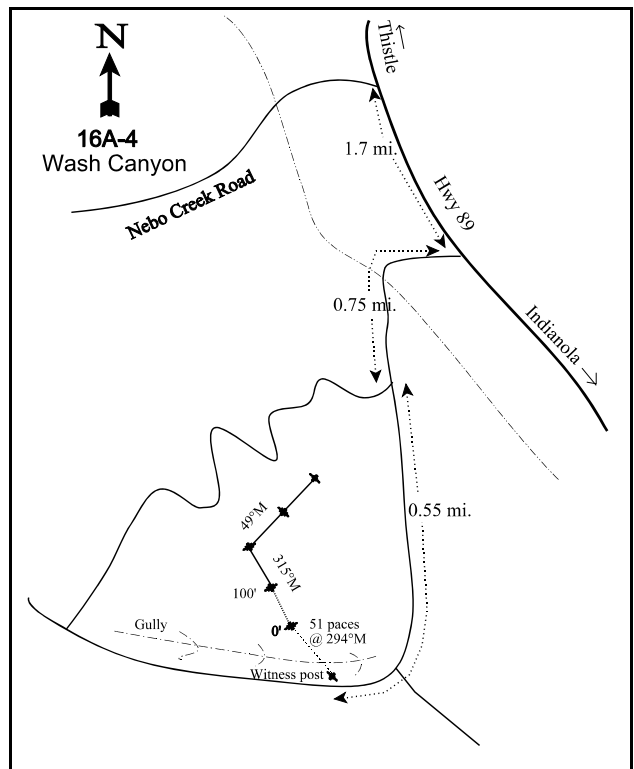 N
16A-4
Wash Canyon
Thistle
Nebo Creek Road
1.7 mi.
Hwy 89
0.75 mi.
Indianola
49°M
0.55 mi.
315°M
100'
Gully
0'
51 paces
@ 294°M
Witness post